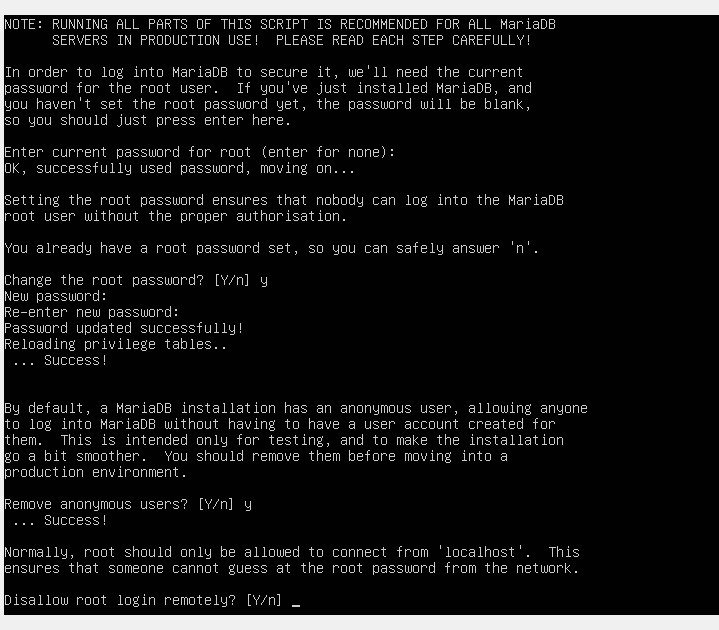 NOTE: RUNNING ALL PARTS OF THIS SCRIPT IS RECOMMENDED FOR ALL MariaDB
SERVERS IN PRODUCTION USE!  PLEASE READ EACH STEP CAREFULLY!
In order to log into MariaDB to secure it, we'll need the current
password for the root user.  If you've just installed MariaDB, and
you haven't set the root password yet, the password will be blank,
so you should just press enter here.
Enter current password for root (enter for none):
OK, successfully used password, moving on...
Setting the root password ensures that nobody can log into the MariaDB
root user without the proper authorisation.
You already have a root password set, so you can safely answer 'n'.
Change the root password? [Y/n] y
New password:
Re-enter new password:
Password updated successfully!
Reloading privilege tables..
... Success!
By default, a MariaDB installation has an anonymous user, allowing anyone
to log into MariaDB without having to have a user account created for
them.  This is intended only for testing, and to make the installation
go a bit smoother.  You should remove them before moving into a
production environment.
Remove anonymous users? [Y/n] y
... Success!
Normally, root should only be allowed to connect from 'localhost'.  This
ensures that someone cannot guess at the root password from the network.
Disallow root login remotely? [Y/n] _